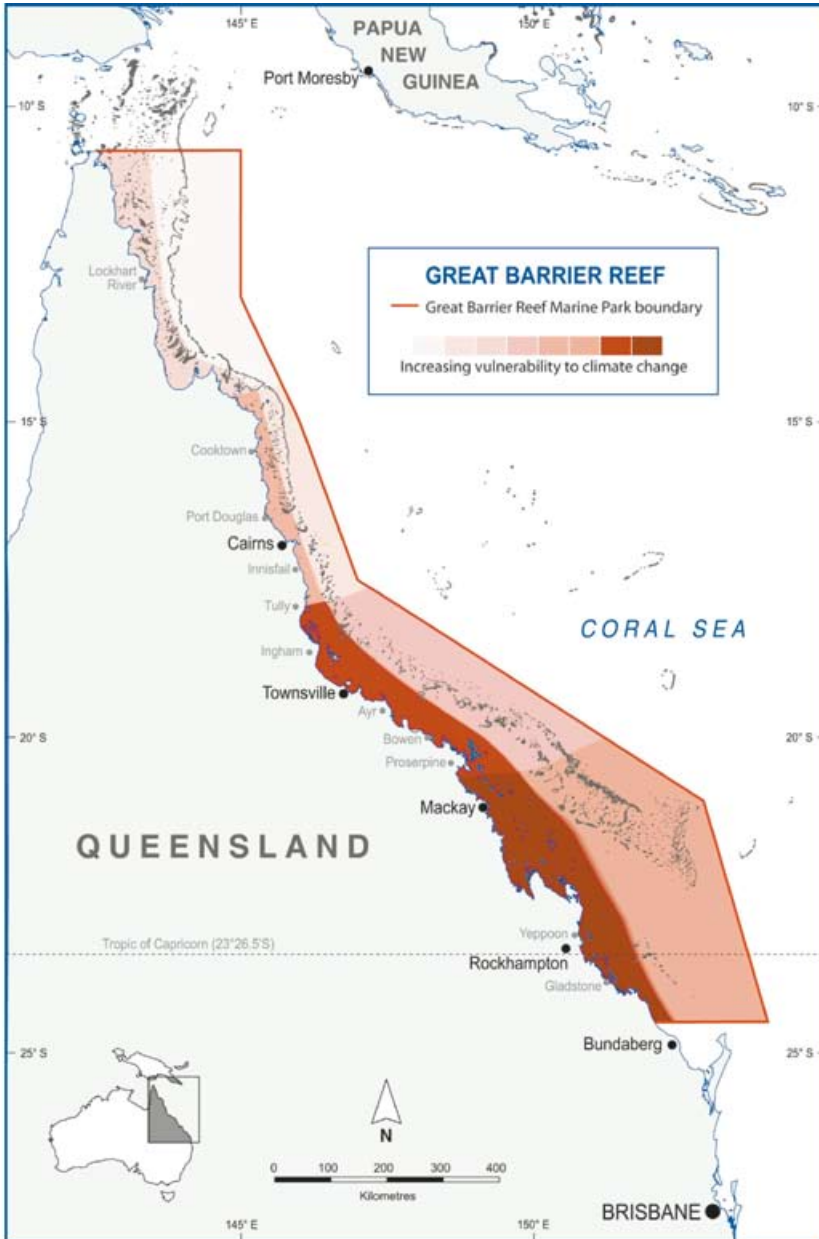 145°E
150°E
PAPUA
NEW
GUINEA
Port Moresby
10° S
10° S
Lockhart
River
GREAT BARRIER REEF
Great Barrier Reef Marine Park boundary
Increasing vulnerability to climate change
15° S
15° S
Cooktown
Port Douglas
Cairns
Innisfail
Tully
CORAL SEA
Ingham
Townsville
Ayr
Bowen
20° S
20° S
Proserpine
Mackay
QUEENSLAND
Yeppoon
Tropic of Capricorn (23°26.5'S)
Rockhampton
Gladstone
Bundaberg
25° S
25° S
N
0 100 200 300 400
Kilometres
BRISBANE
145° E
150° E